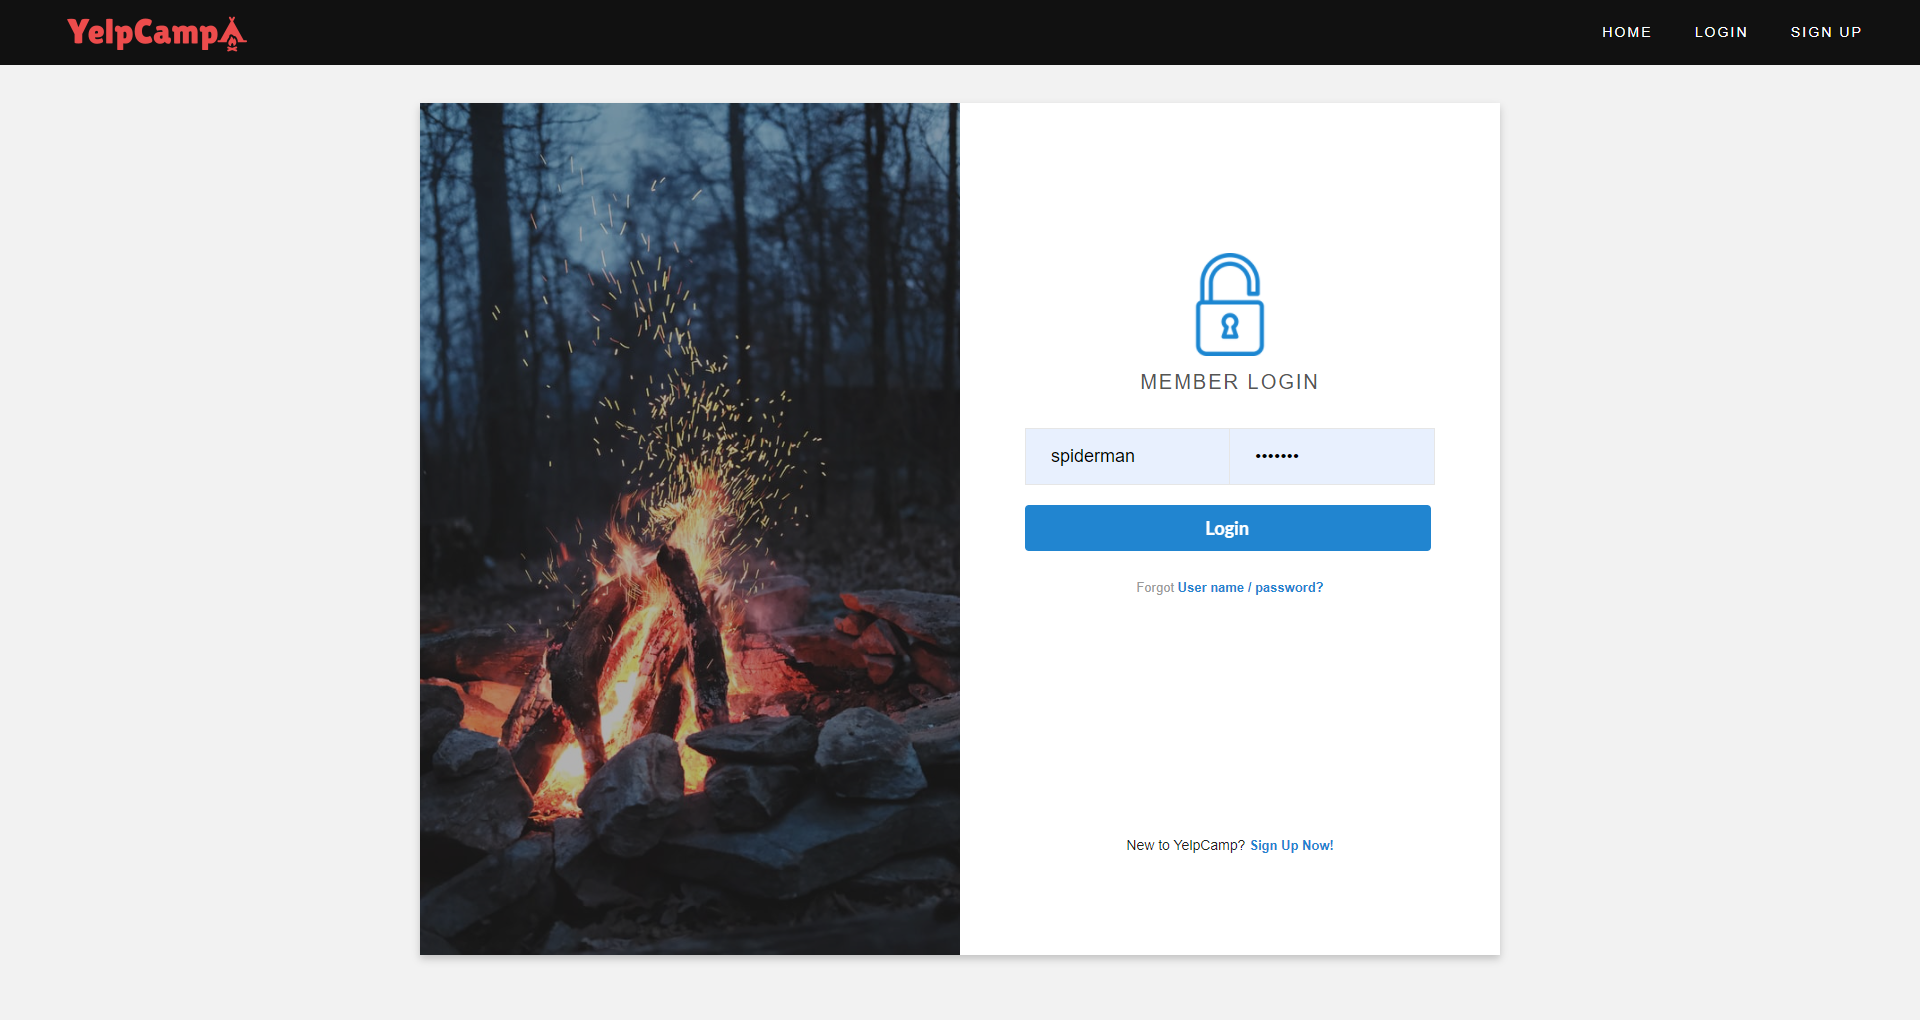 YelpCamp
HOME LOGIN SIGN UP
MEMBER LOGIN
spiderman •••••••
Login
Forgot User name / password?
New to YelpCamp? Sign Up Now!